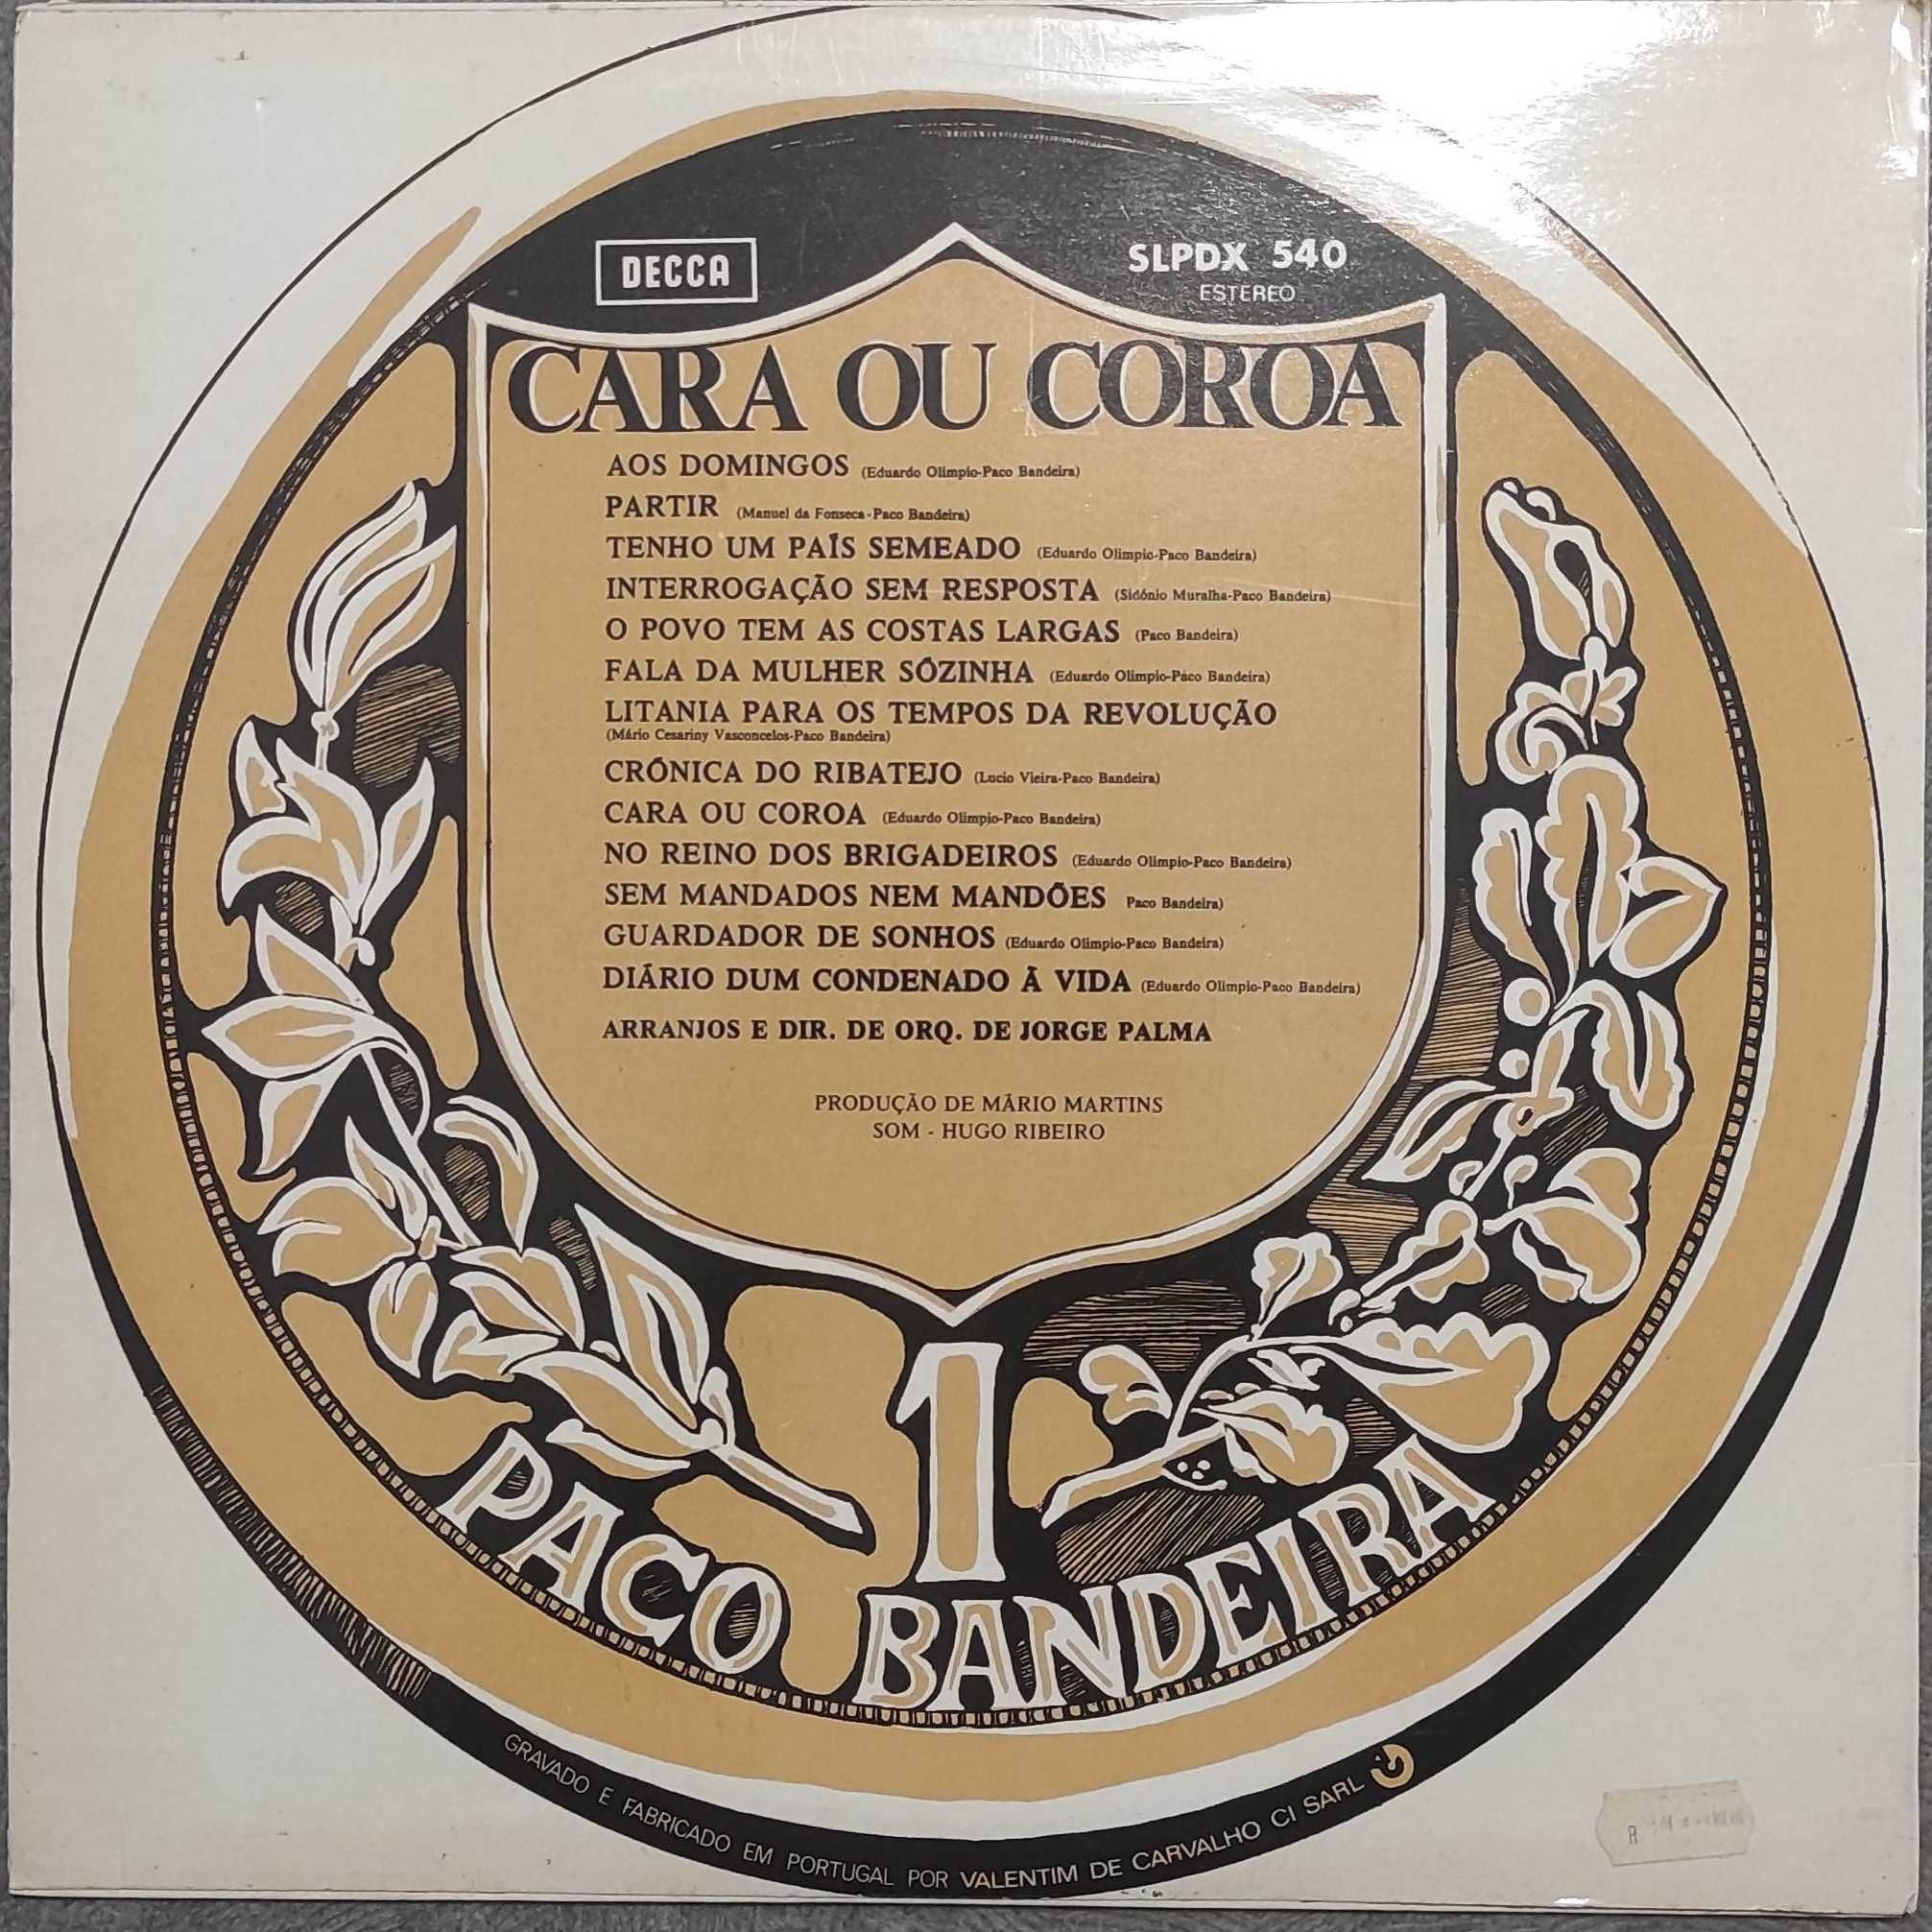 DECCA
SLPDX 540
ESTÉREO
CARA OU COROA
AOS DOMINGOS (Eduardo Olimpio-Paco Bandeira)
PARTIR (Manuel da Fonseca-Paco Bandeira)
TENHO UM PAÍS SEMEADO (Eduardo Olimpio-Paco Bandeira)
INTERROGAÇÃO SEM RESPOSTA (Sidónio Muralha-Paco Bandeira)
O POVO TEM AS COSTAS LARGAS (Paco Bandeira)
FALA DA MULHER SÓZINHA (Eduardo Olimpio-Paco Bandeira)
LITANIA PARA OS TEMPOS DA REVOLUÇÃO
(Mário Cesariny Vasconcelos-Paco Bandeira)
CRÓNICA DO RIBATEJO (Lucio Vieira-Paco Bandeira)
CARA OU COROA (Eduardo Olimpio-Paco Bandeira)
NO REINO DOS BRIGADEIROS (Eduardo Olimpio-Paco Bandeira)
SEM MANDADOS NEM MANDÕES Paco Bandeira)
GUARDADOR DE SONHOS (Eduardo Olimpio-Paco Bandeira)
DIÁRIO DUM CONDENADO À VIDA (Eduardo Olimpio-Paco Bandeira)
ARRANJOS E DIR. DE ORQ. DE JORGE PALMA
PRODUÇÃO DE MÁRIO MARTINS
SOM - HUGO RIBEIRO
1
PACO BANDEIRA
GRAVADO E FABRICADO EM PORTUGAL POR VALENTIM DE CARVALHO CI SARL